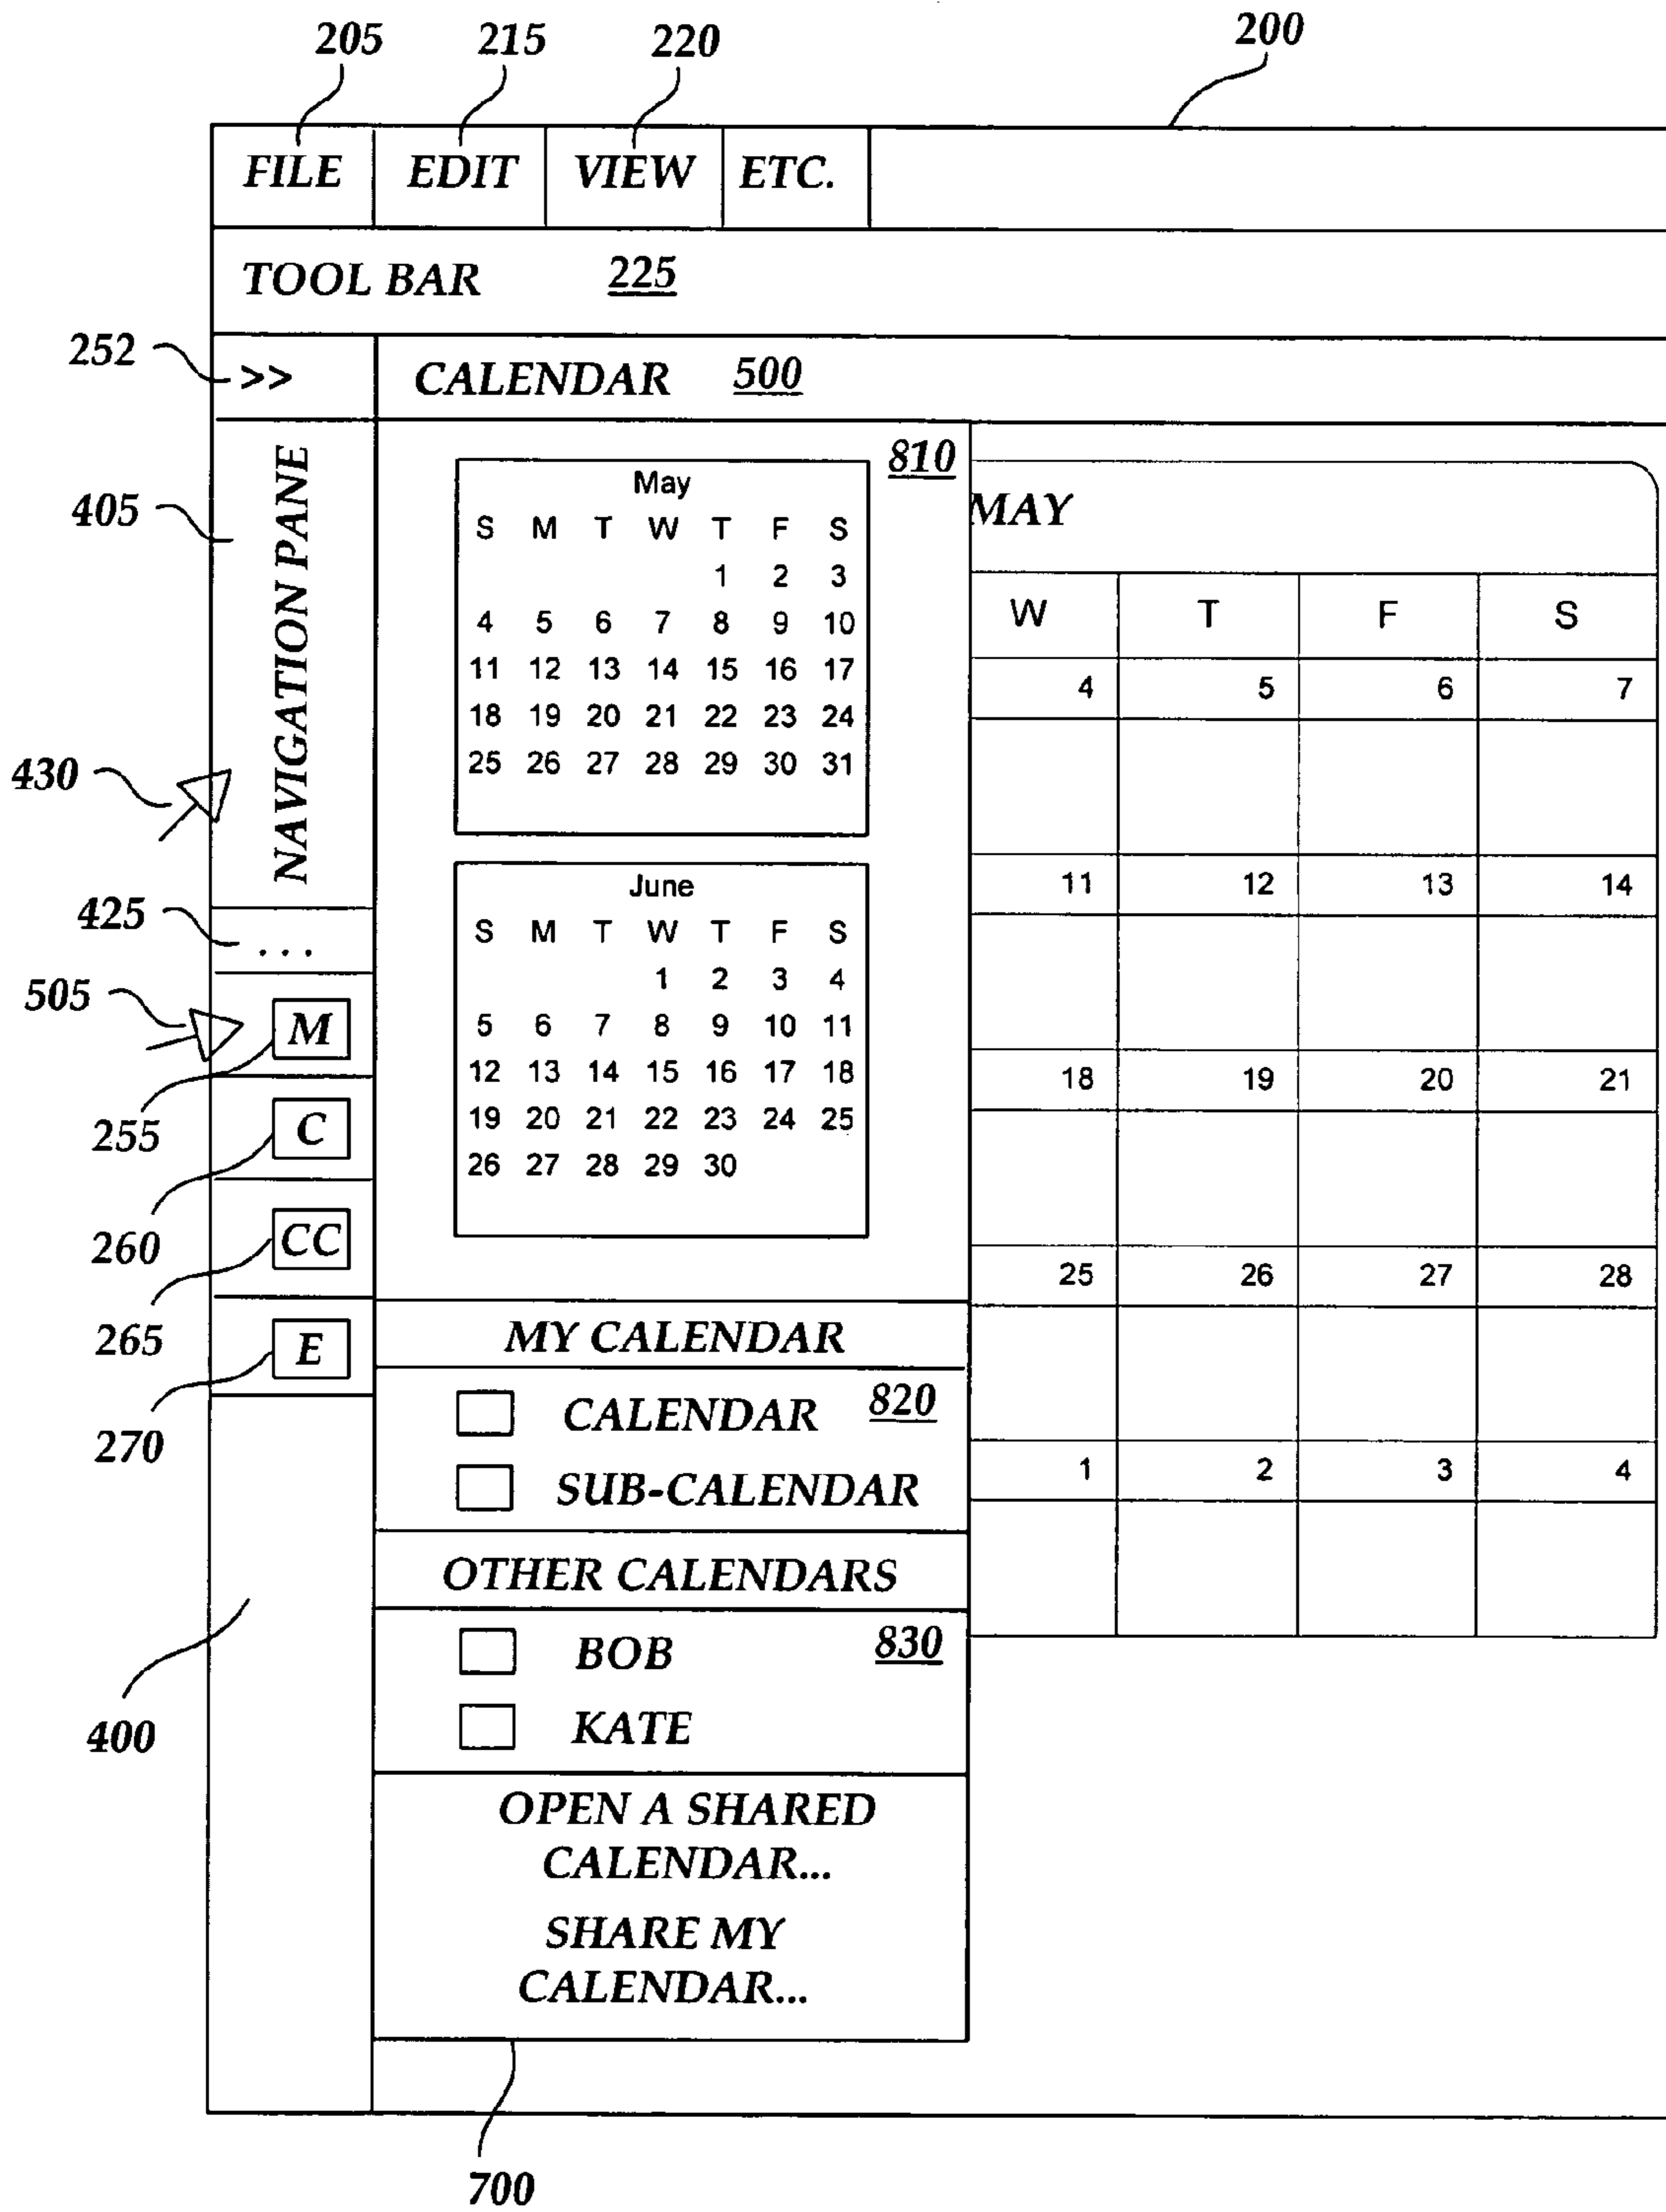 205 215 220 200
FILE EDIT VIEW ETC.
TOOL BAR 225
252 >> CALENDAR 500
405 NAVIGATION PANE
430
425 ...
505 M
255
C
260
CC
265
E
270
400
810
May
S M T W T F S
1 2 3
4 5 6 7 8 9 10
11 12 13 14 15 16 17
18 19 20 21 22 23 24
25 26 27 28 29 30 31
June
S M T W T F S
1 2 3 4
5 6 7 8 9 10 11
12 13 14 15 16 17 18
19 20 21 22 23 24 25
26 27 28 29 30
MY CALENDAR
CALENDAR 820
SUB-CALENDAR
OTHER CALENDARS
BOB 830
KATE
OPEN A SHARED
CALENDAR...
SHARE MY
CALENDAR...
700
MAY
W T F S
4 5 6 7
11 12 13 14
18 19 20 21
25 26 27 28
1 2 3 4